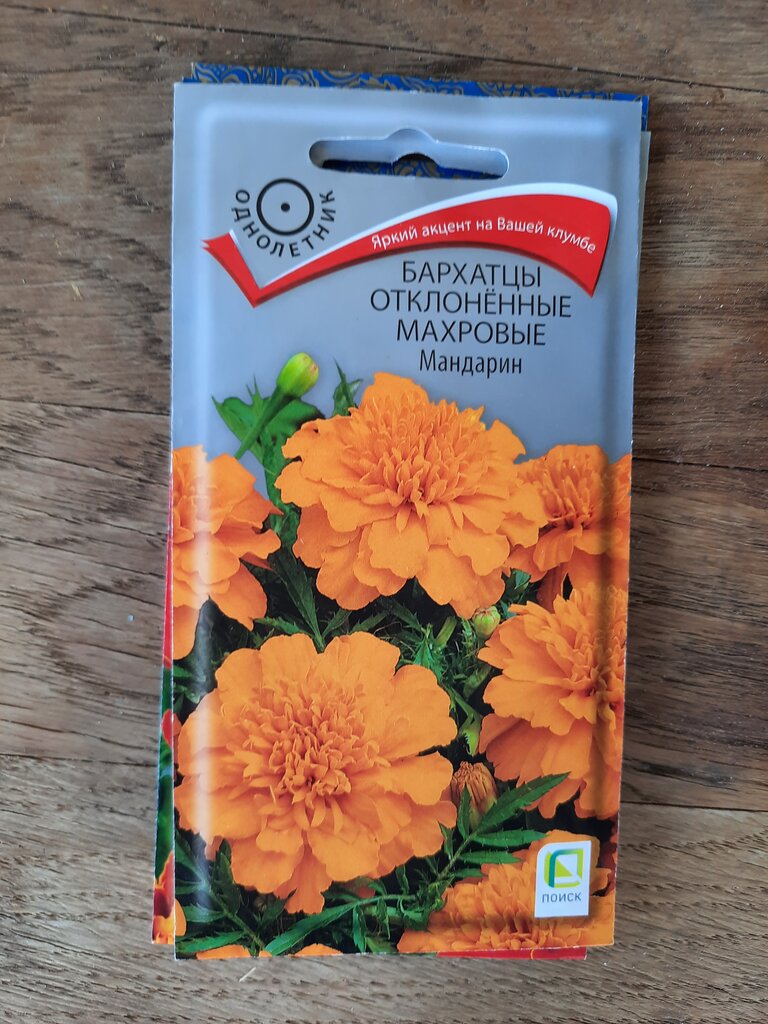 ОДНОЛЕТНИК
Яркий акцент на Вашей клумбе
БАРХАТЦЫ
ОТКЛОНЁННЫЕ
МАХРОВЫЕ
Мандарин
ПОИСК